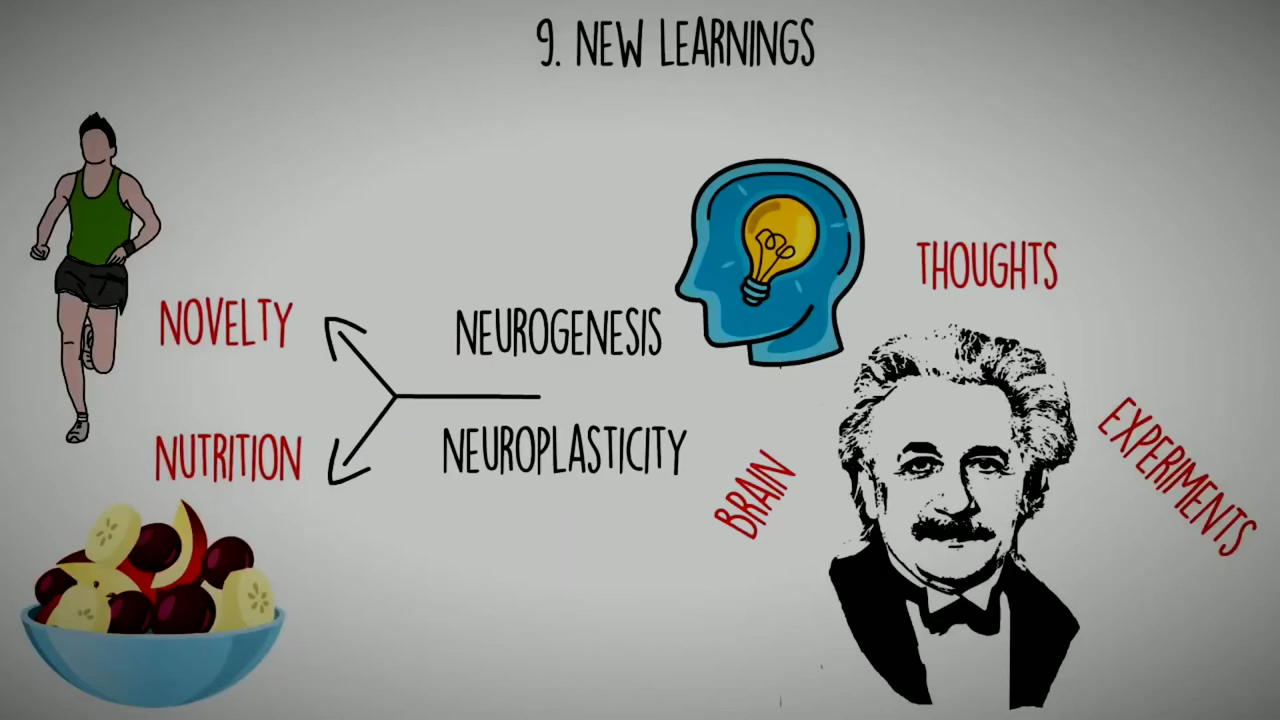 9. NEW LEARNINGS
THOUGHTS
NOVELTY
NEUROGENESIS
NUTRITION
NEUROPLASTICITY
BRAIN
EXPERIMENTS